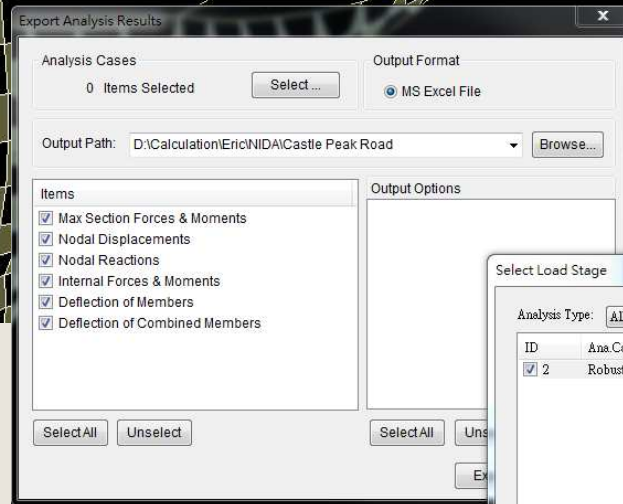 Export Analysis Results
x
Analysis Cases
0 Items Selected
Select ...
Output Format
MS Excel File
Output Path:
D:\Calculation\Eric\NIDA\Castle Peak Road
Browse...
Items
Max Section Forces & Moments
Nodal Displacements
Nodal Reactions
Internal Forces & Moments
Deflection of Members
Deflection of Combined Members
Output Options
Select All
Unselect
Select All
Select Load Stage
Analysis Type:
ID
2